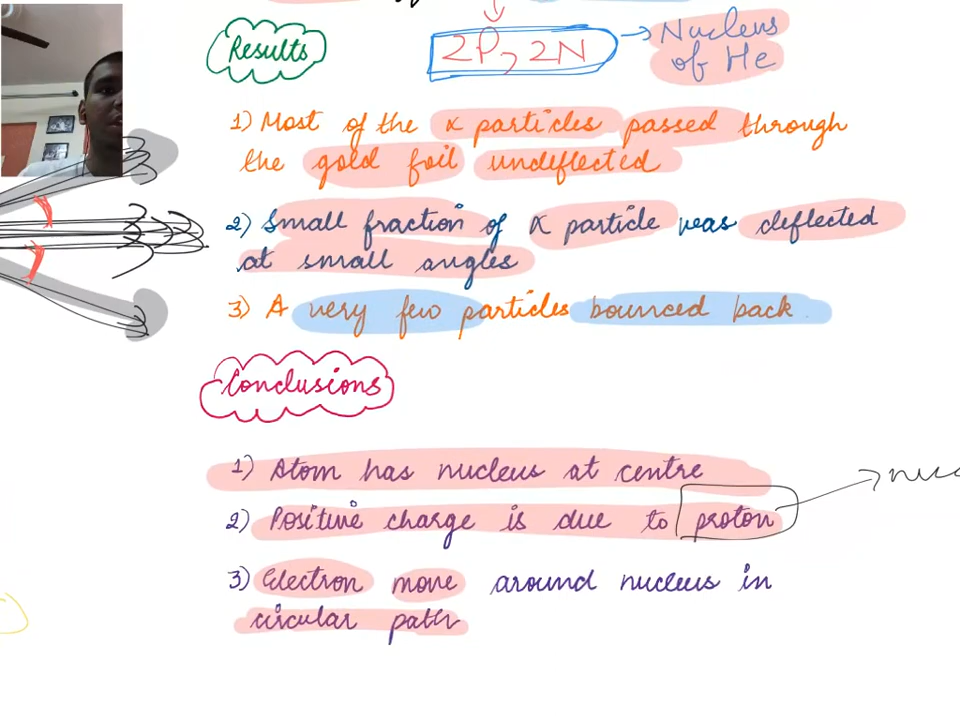 Results
2P, 2N
Nucleus
of He
1) Most of the α particles passed through
the gold foil undeflected
2) Small fraction of α particle was deflected
at small angles
3) A very few particles bounced back.
Conclusions
1) Atom has nucleus at centre
2) Positive charge is due to proton
3) Electron move around nucleus in
circular path